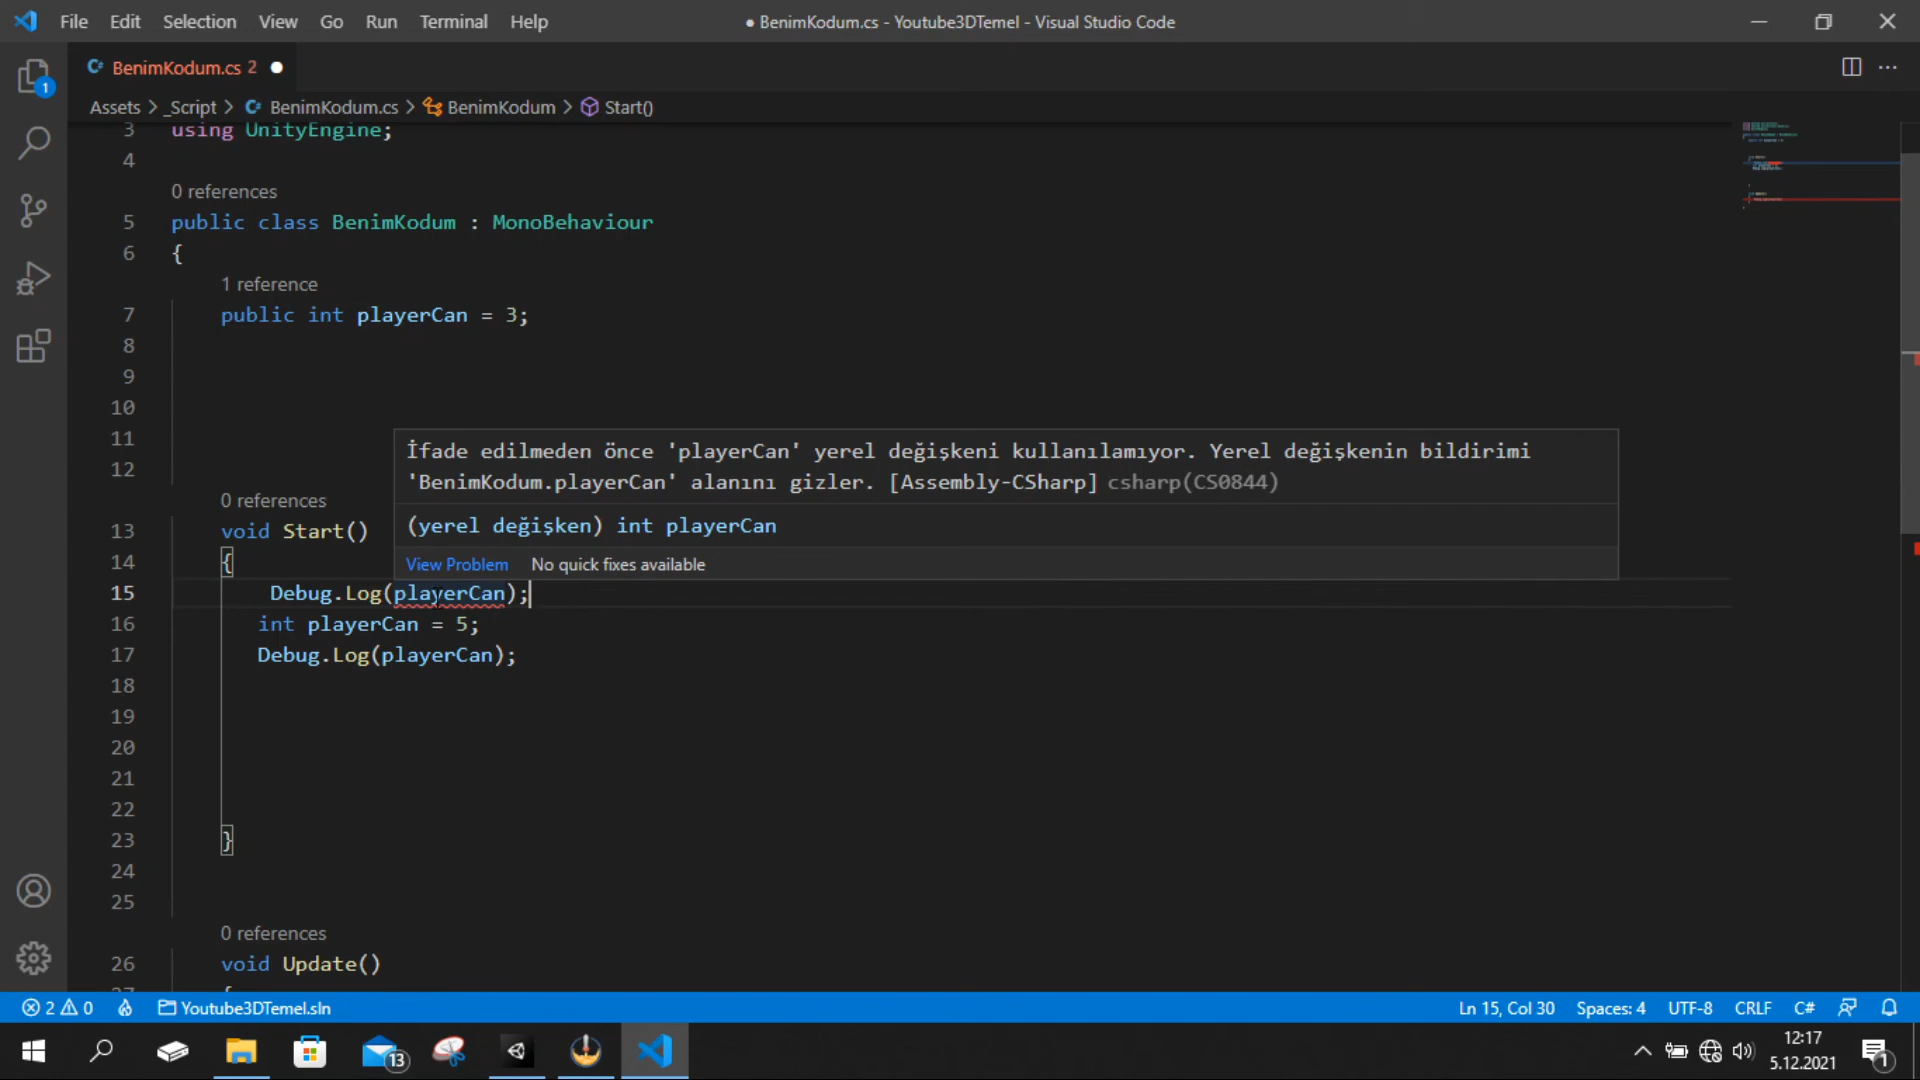 File Edit Selection View Go Run Terminal Help ● BenimKodum.cs - Youtube3DTemel - Visual Studio Code
BenimKodum.cs 2
Assets > _Script > BenimKodum.cs > BenimKodum > Start()
3 using UnityEngine;
4
0 references
5 public class BenimKodum : MonoBehaviour
6 {
1 reference
7 public int playerCan = 3;
8
9
10
11
12
İfade edilmeden önce 'playerCan' yerel değişkeni kullanılamıyor. Yerel değişkenin bildirimi
'BenimKodum.playerCan' alanını gizler. [Assembly-CSharp] csharp(CS0844)
(yerel değişken) int playerCan
View Problem No quick fixes available
0 references
13 void Start()
14 {
15 Debug.Log(playerCan);
16 int playerCan = 5;
17 Debug.Log(playerCan);
18
19
20
21
22
23 }
24
25
0 references
26 void Update()
1
2 0 Youtube3DTemel.sln Ln 15, Col 30 Spaces: 4 UTF-8 CRLF C#
13
12:17
5.12.2021
1